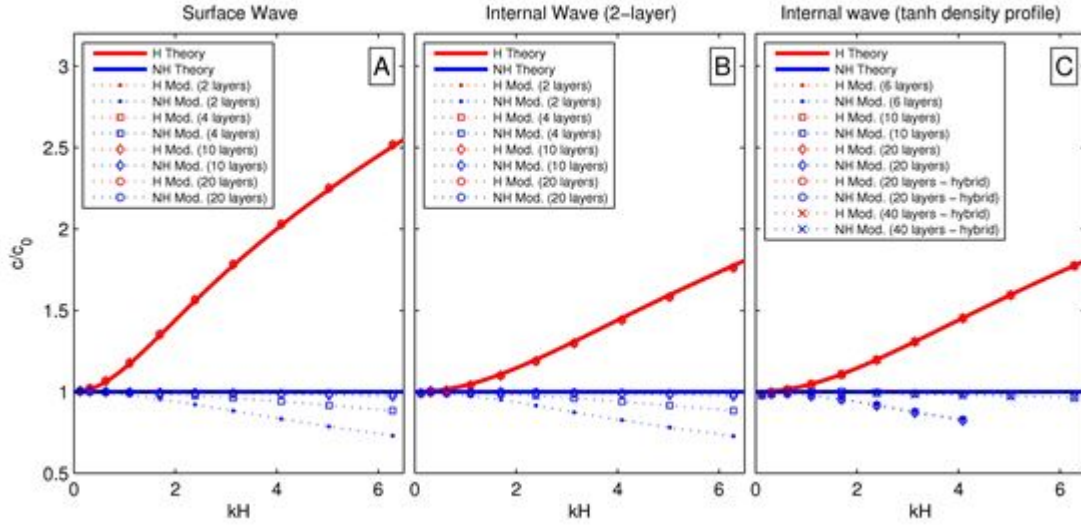 Surface Wave
H Theory
NH Theory
H Mod. (2 layers)
NH Mod. (2 layers)
H Mod. (4 layers)
NH Mod. (4 layers)
H Mod. (10 layers)
NH Mod. (10 layers)
H Mod. (20 layers)
NH Mod. (20 layers)
A
3
2.5
2
1.5
1
0.5
c/c₀
0 2 4 6
kH
Internal Wave (2-layer)
H Theory
NH Theory
H Mod. (2 layers)
NH Mod. (2 layers)
H Mod. (4 layers)
NH Mod. (4 layers)
H Mod. (10 layers)
NH Mod. (10 layers)
H Mod. (20 layers)
NH Mod. (20 layers)
B
0 2 4 6
kH
Internal wave (tanh density profile)
H Theory
NH Theory
H Mod. (6 layers)
NH Mod. (6 layers)
H Mod. (10 layers)
NH Mod. (10 layers)
H Mod. (20 layers)
NH Mod. (20 layers)
H Mod. (20 layers - hybrid)
NH Mod. (20 layers - hybrid)
H Mod. (40 layers - hybrid)
NH Mod. (40 layers - hybrid)
C
0 2 4 6
kH